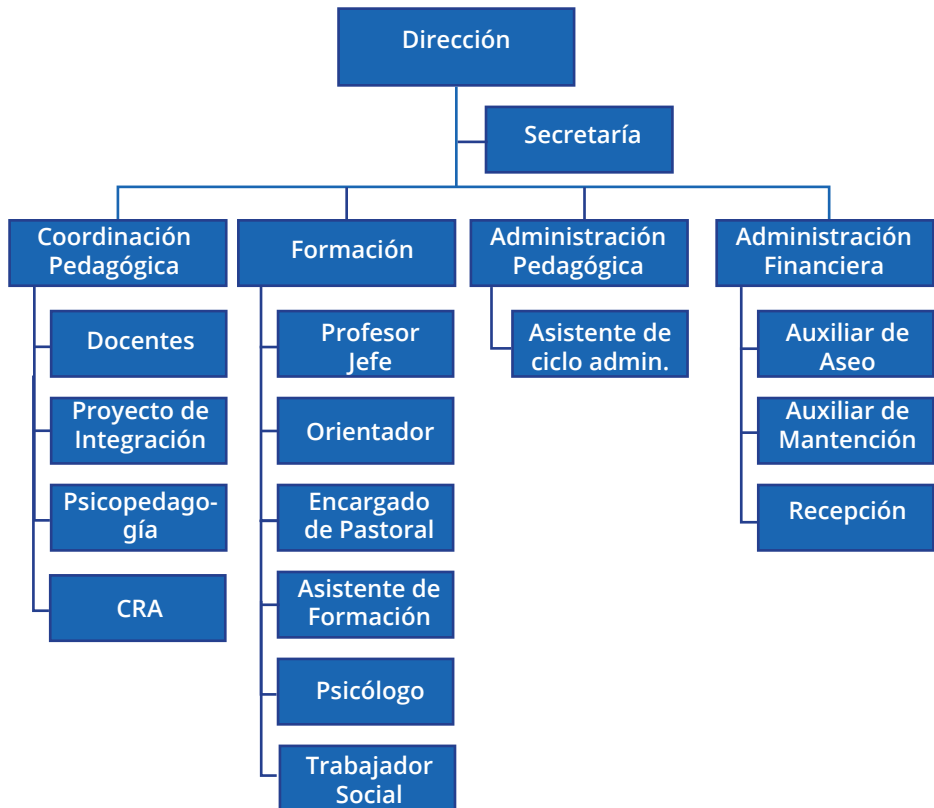 Dirección
Secretaría
Coordinación
Pedagógica
Docentes
Proyecto de
Integración
Psicopedago-
gía
CRA
Formación
Profesor
Jefe
Orientador
Encargado
de Pastoral
Asistente de
Formación
Psicólogo
Trabajador
Social
Administración
Pedagógica
Asistente de
ciclo admin.
Administración
Financiera
Auxiliar de
Aseo
Auxiliar de
Mantención
Recepción